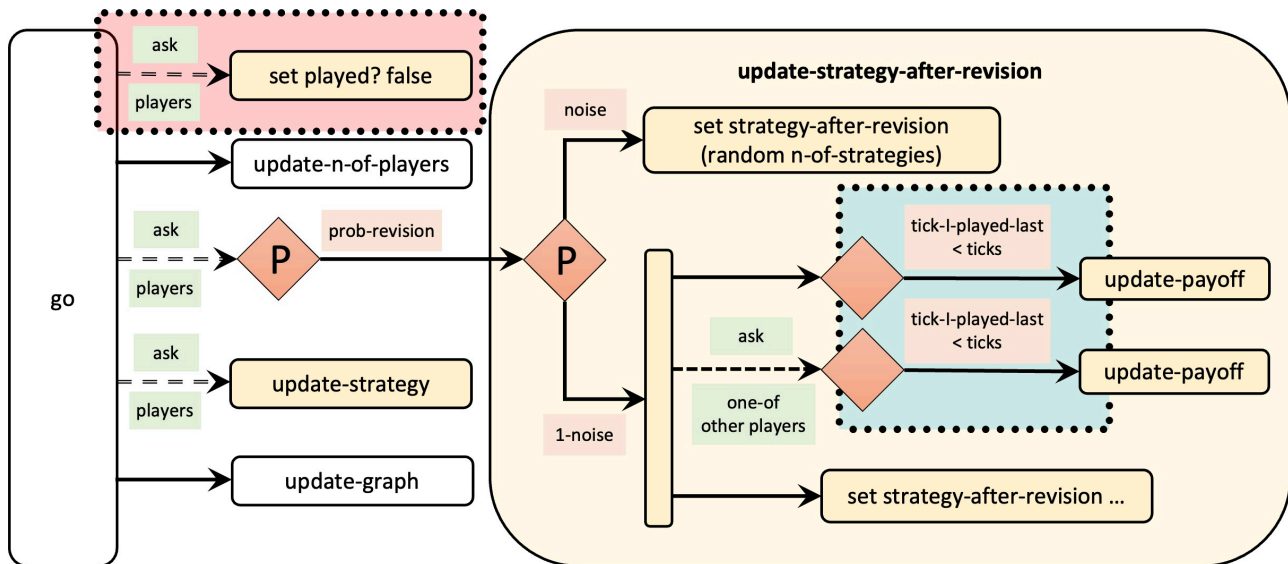 go
ask
players
set played? false
update-n-of-players
ask
players
P
prob-revision
ask
players
update-strategy
update-graph
update-strategy-after-revision
P
noise
set strategy-after-revision
(random n-of-strategies)
1-noise
tick-I-played-last
< ticks
update-payoff
ask
one-of
other players
tick-I-played-last
< ticks
update-payoff
set strategy-after-revision ...